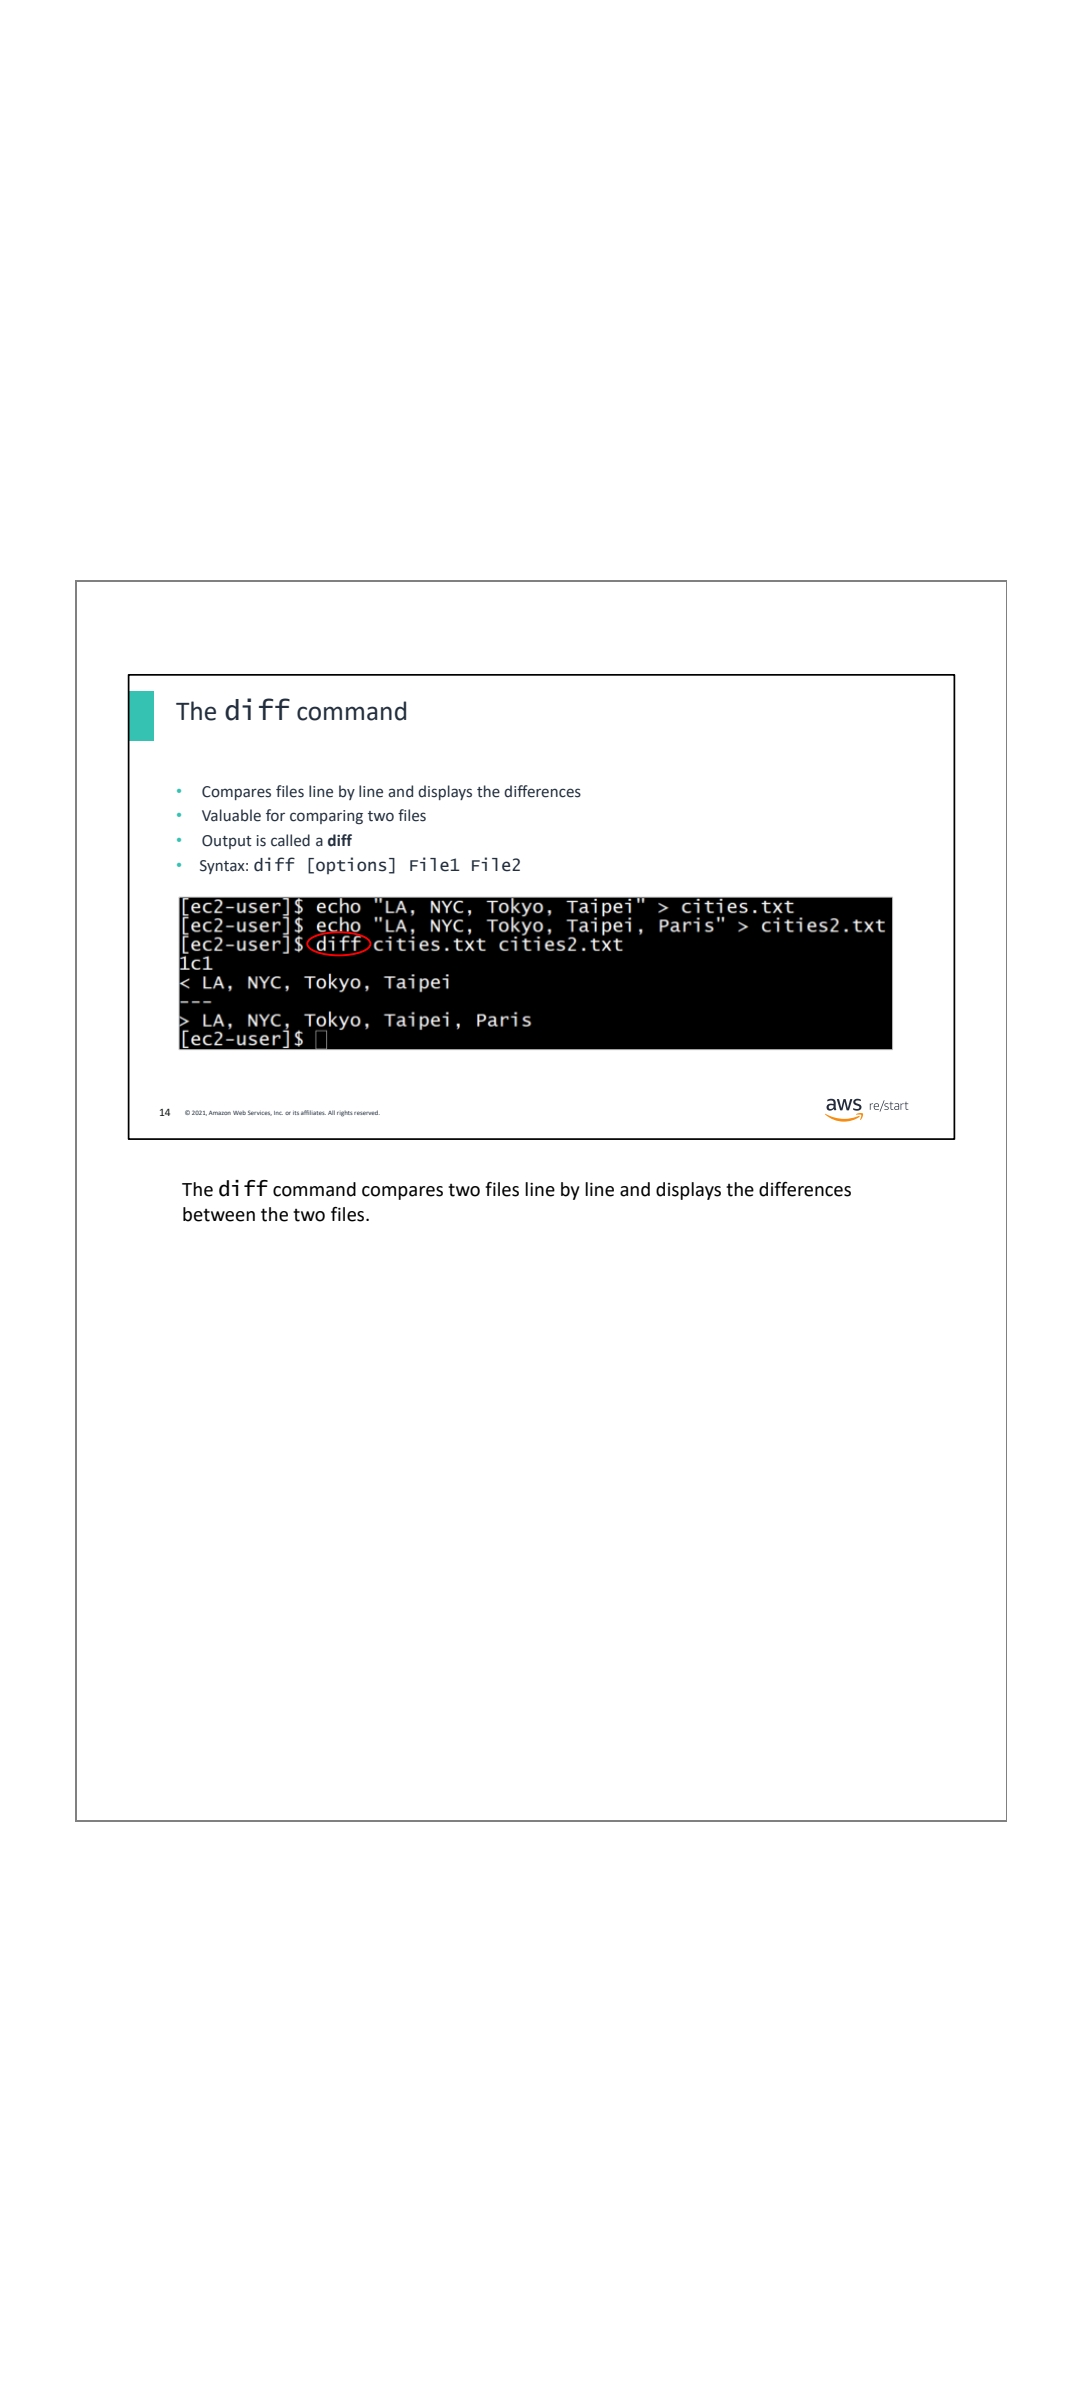 The diff command
• Compares files line by line and displays the differences
• Valuable for comparing two files
• Output is called a diff
• Syntax: diff [options] File1 File2
[ec2-user]$ echo "LA, NYC, Tokyo, Taipei" > cities.txt
[ec2-user]$ echo "LA, NYC, Tokyo, Taipei, Paris" > cities2.txt
[ec2-user]$ diff cities.txt cities2.txt
1c1
< LA, NYC, Tokyo, Taipei
---
> LA, NYC, Tokyo, Taipei, Paris
[ec2-user]$
14 © 2021, Amazon Web Services, Inc. or its affiliates. All rights reserved.
aws re/start
The diff command compares two files line by line and displays the differences
between the two files.